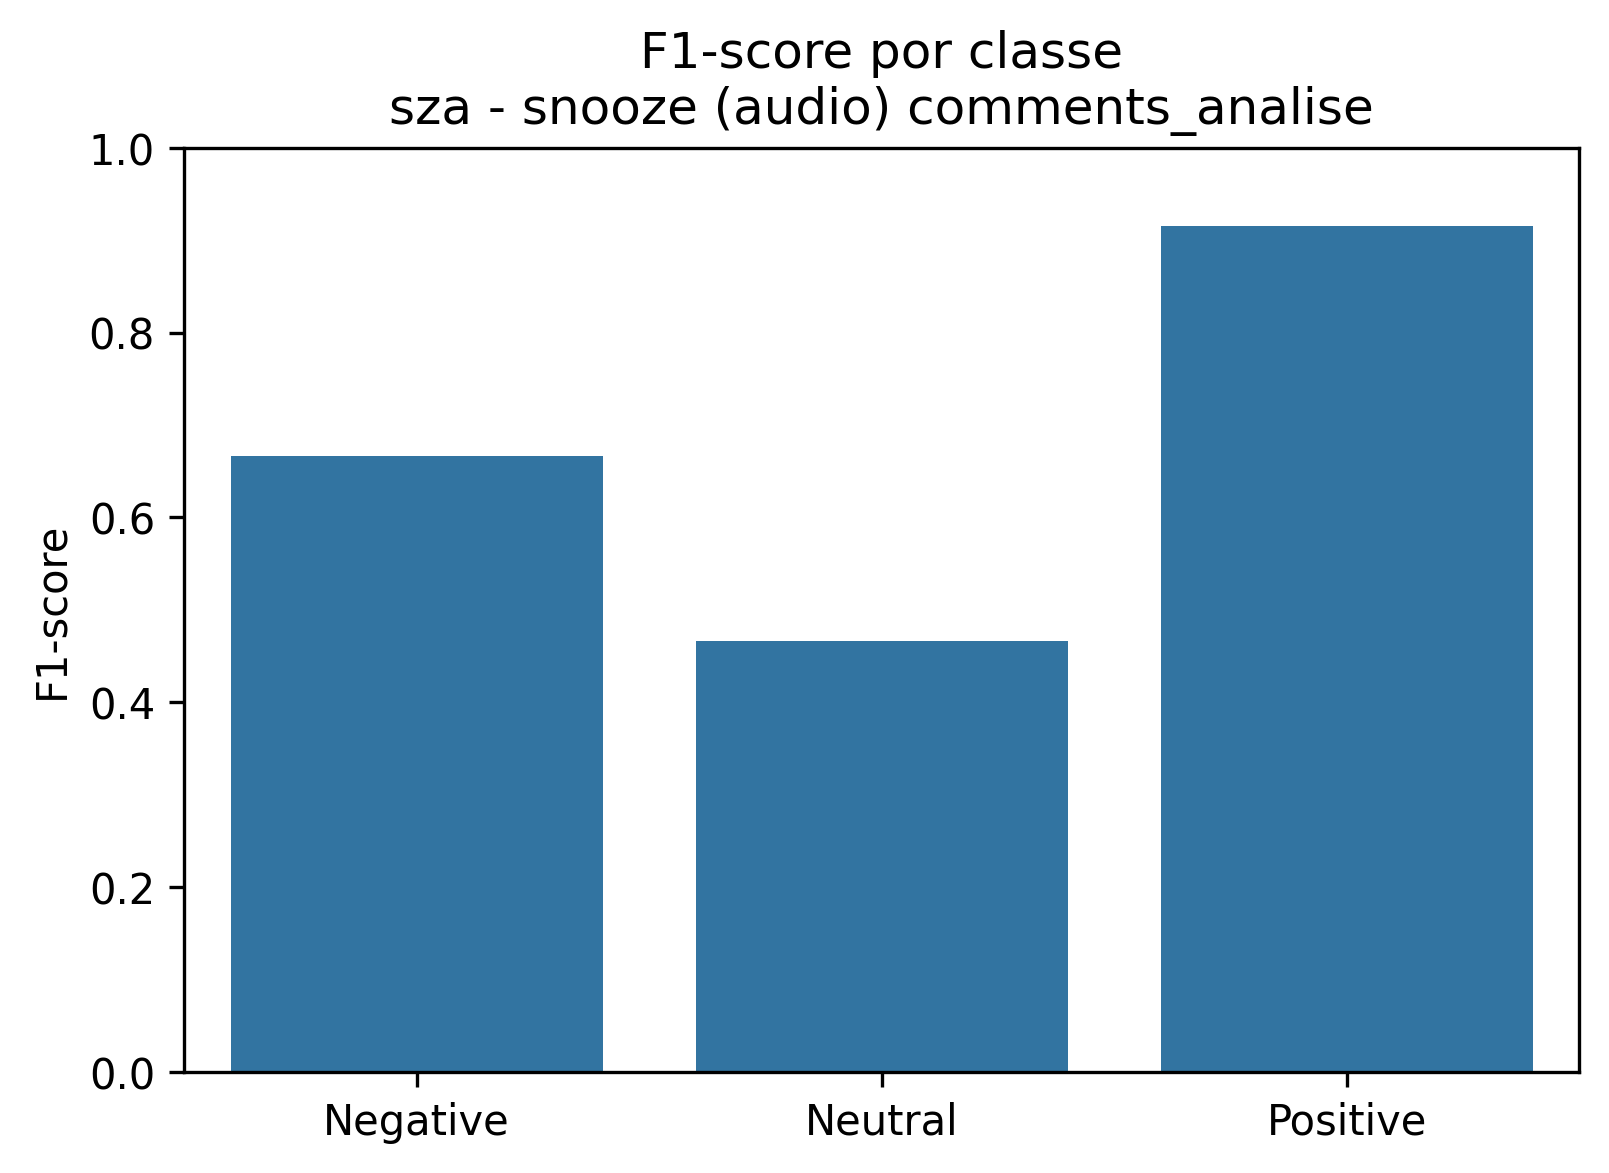 F1-score por classe
sza - snooze (audio) comments_analise
1.0
0.8
0.6
0.4
0.2
0.0
F1-score
Negative
Neutral
Positive